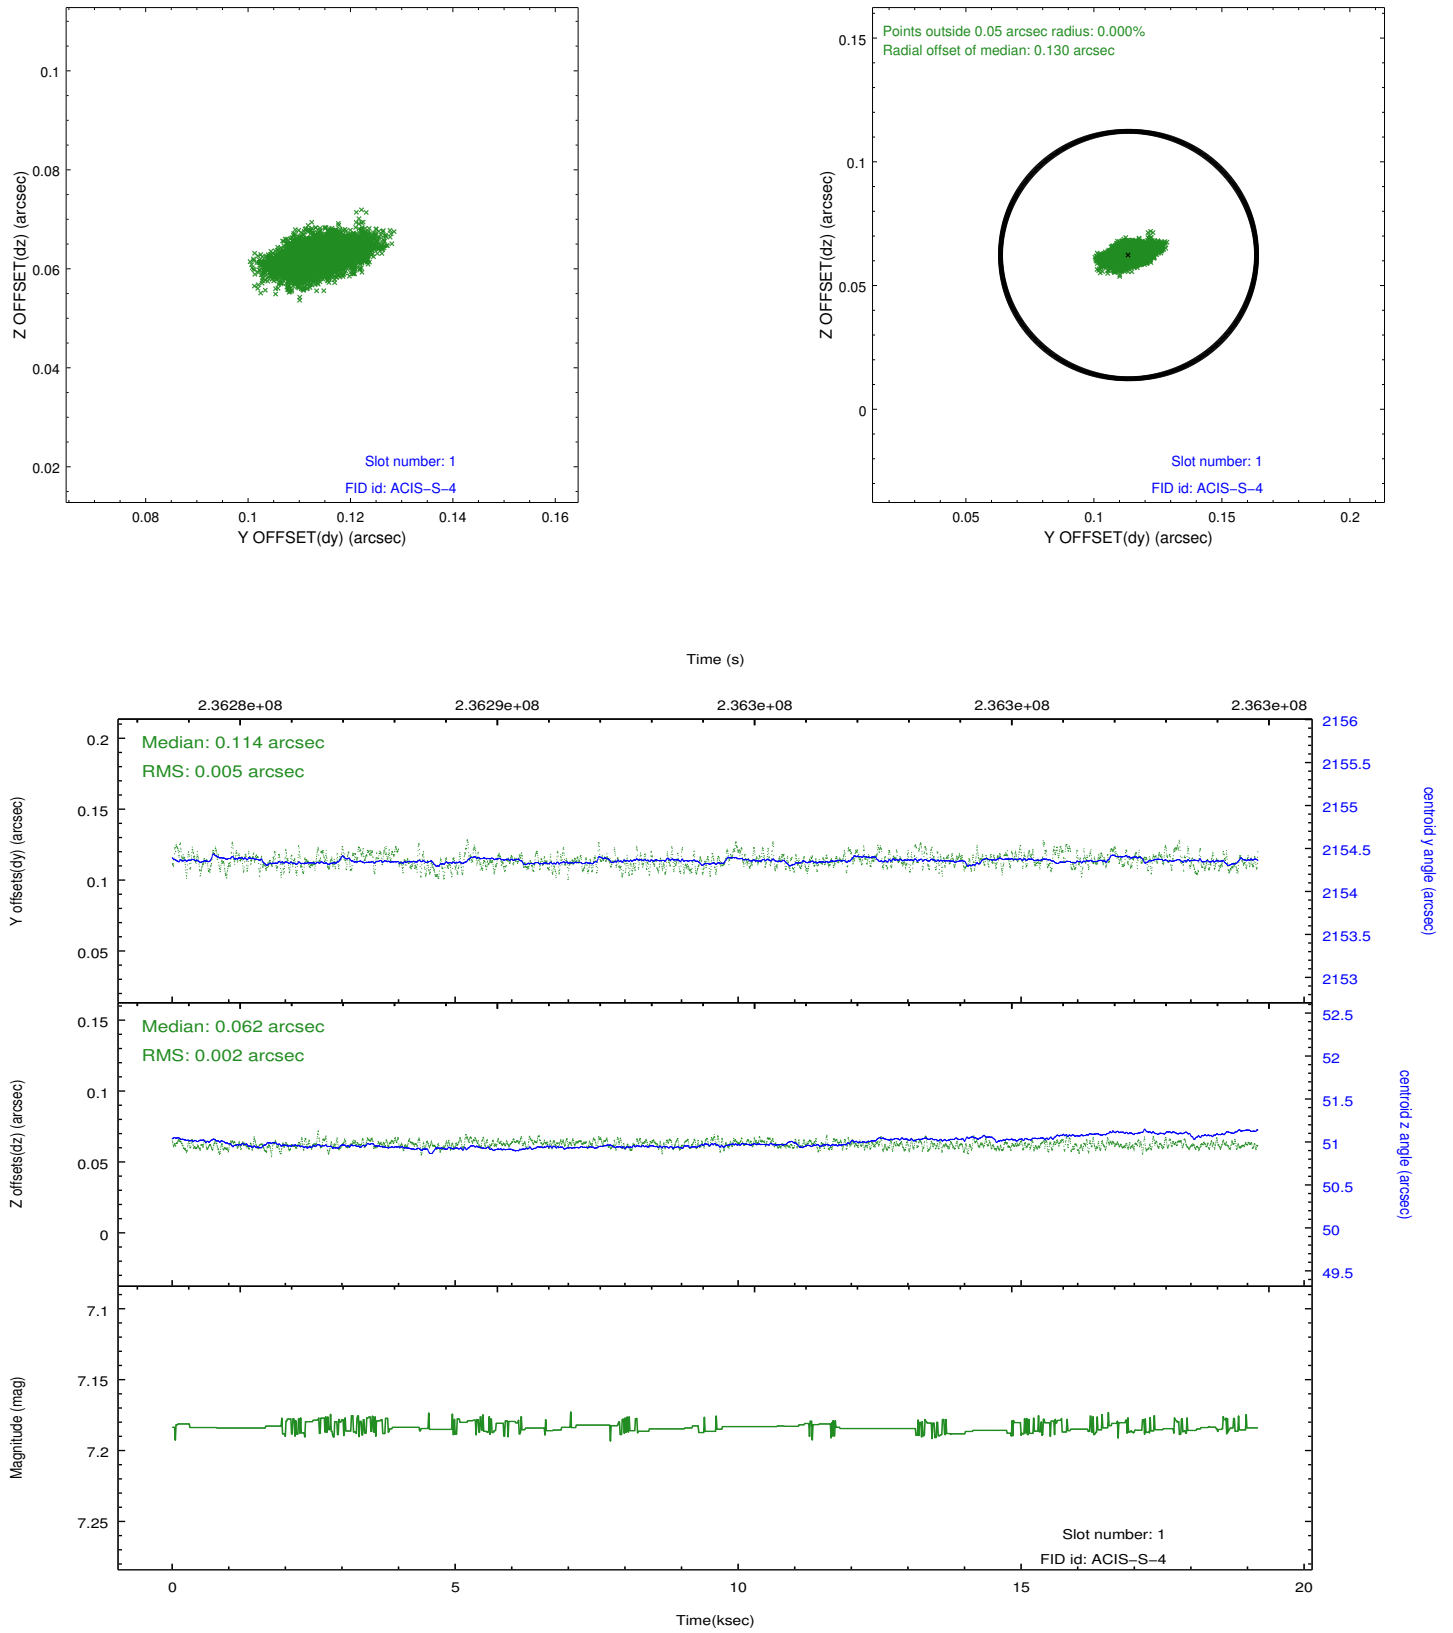 0.1
0.08
0.06
0.04
0.02
Z OFFSET(dz) (arcsec)
Slot number: 1
FID id: ACIS−S−4
0.08 0.1 0.12 0.14 0.16
Y OFFSET(dy) (arcsec)
Points outside 0.05 arcsec radius: 0.000%
Radial offset of median: 0.130 arcsec
0.15
0.1
0.05
0
Z OFFSET(dz) (arcsec)
Slot number: 1
FID id: ACIS−S−4
0.05 0.1 0.15 0.2
Y OFFSET(dy) (arcsec)
Time (s)
2.3628e+08 2.3629e+08 2.363e+08 2.363e+08 2.363e+08
Median: 0.114 arcsec
RMS: 0.005 arcsec
0.2
0.15
0.1
0.05
Y offsets(dy) (arcsec)
2156
2155.5
2155
2154.5
2154
2153.5
2153
centroid y angle (arcsec)
Median: 0.062 arcsec
RMS: 0.002 arcsec
0.15
0.1
0.05
0
Z offsets(dz) (arcsec)
52.5
52
51.5
51
50.5
50
49.5
centroid z angle (arcsec)
7.1
7.15
7.2
7.25
Magnitude (mag)
Slot number: 1
FID id: ACIS−S−4
0 5 10 15 20
Time(ksec)